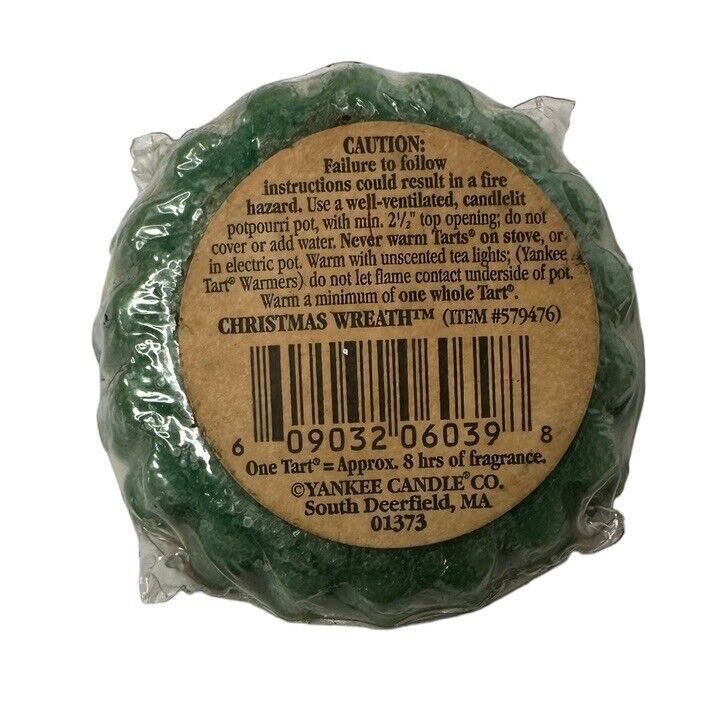 CAUTION:
Failure to follow
instructions could result in a fire
hazard. Use a well-ventilated, candlelit
potpourri pot, with min. 2½" top opening; do not
cover or add water. Never warm Tarts® on stove, or
in electric pot. Warm with unscented tea lights; (Yankee
Tart® Warmers) do not let flame contact underside of pot.
Warm a minimum of one whole Tart®.
CHRISTMAS WREATH™ (ITEM #579476)
6 09032 06039 8
One Tart® = Approx. 8 hrs of fragrance.
©YANKEE CANDLE® CO.
South Deerfield, MA
01373